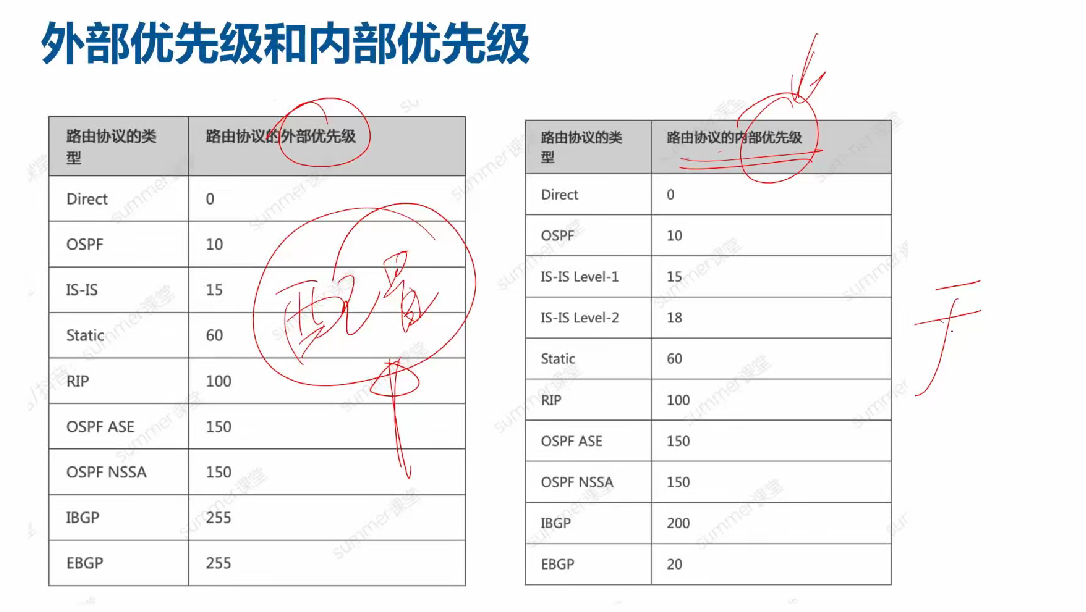 外部优先级和内部优先级
路由协议的类型 路由协议的外部优先级
Direct 0
OSPF 10
IS-IS 15
Static 60
RIP 100
OSPF ASE 150
OSPF NSSA 150
IBGP 255
EBGP 255
配置
路由协议的类型 路由协议的内部优先级
Direct 0
OSPF 10
IS-IS Level-1 15
IS-IS Level-2 18
Static 60
RIP 100
OSPF ASE 150
OSPF NSSA 150
IBGP 200
EBGP 20
summer课堂